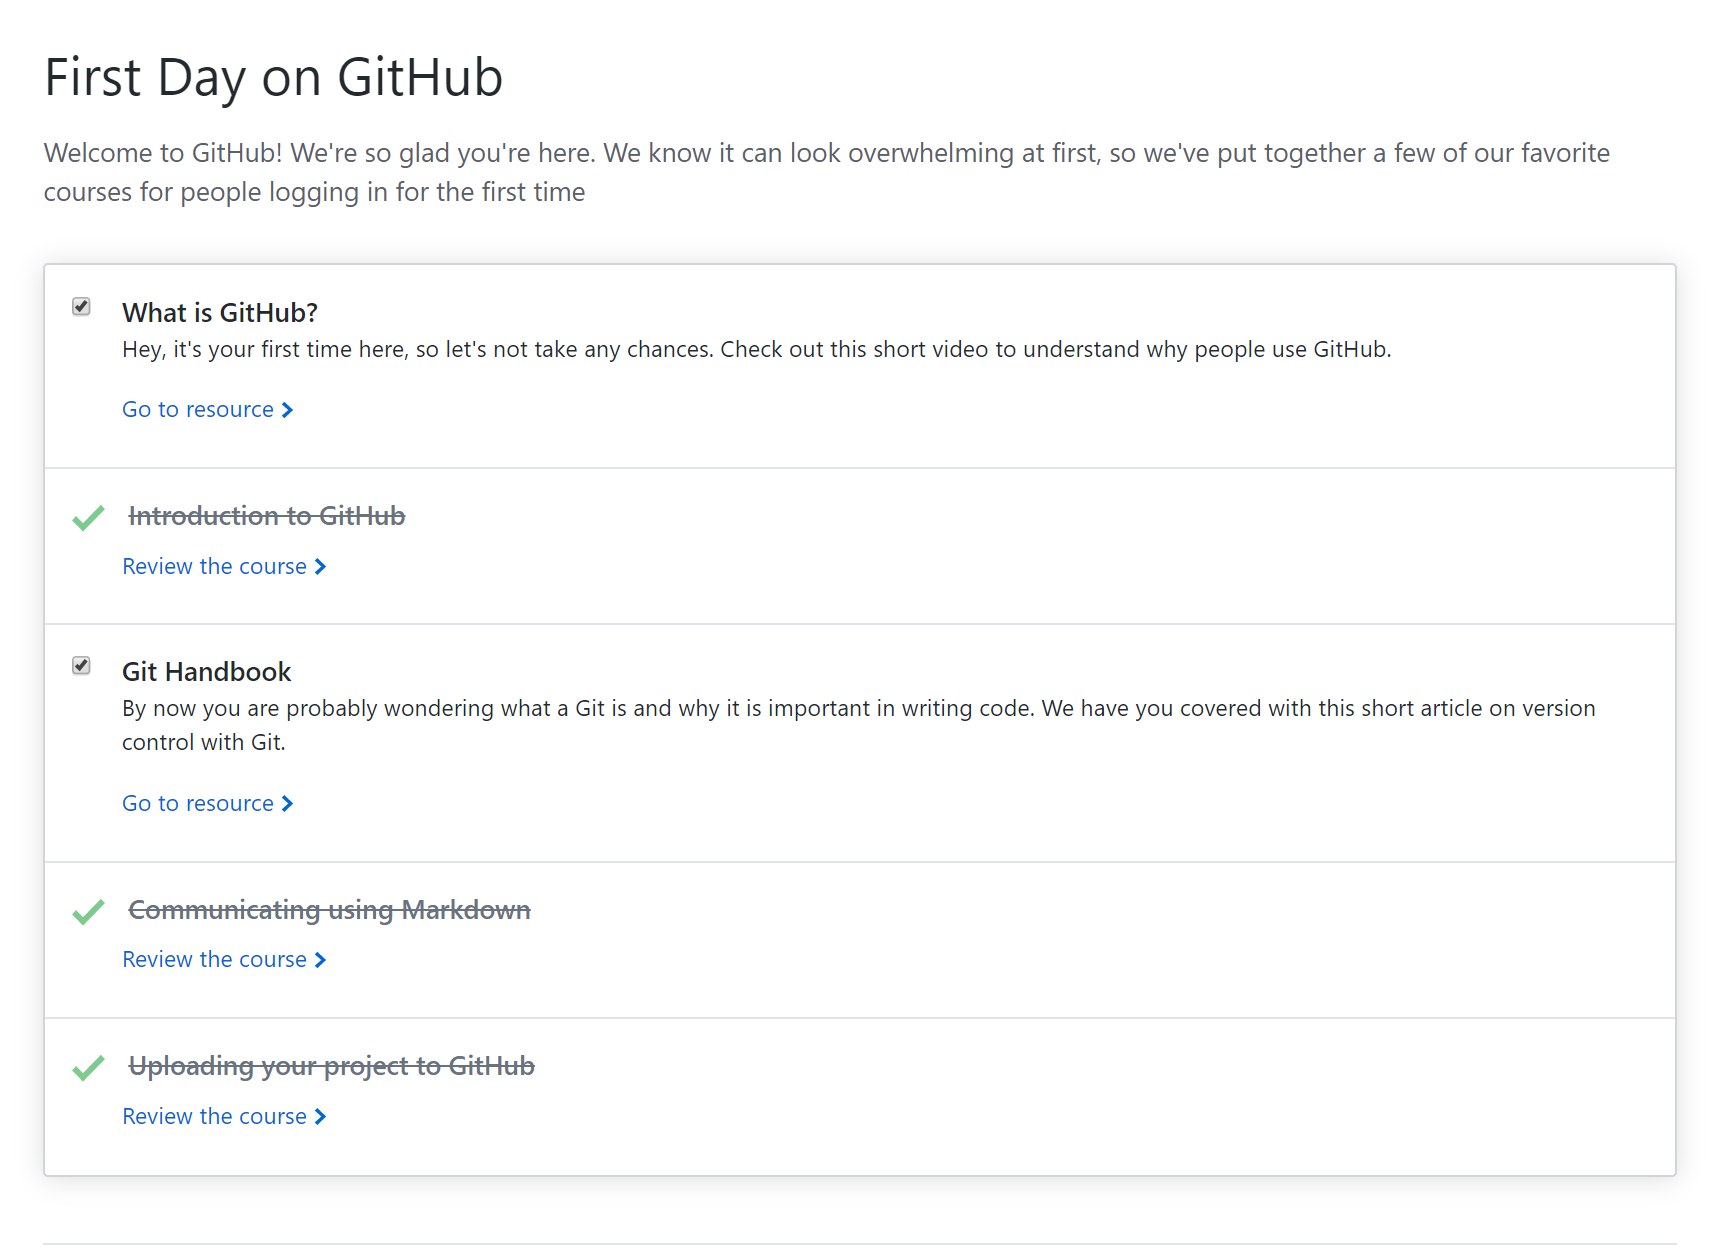 First Day on GitHub
Welcome to GitHub! We're so glad you're here. We know it can look overwhelming at first, so we've put together a few of our favorite
courses for people logging in for the first time
What is GitHub?
Hey, it's your first time here, so let's not take any chances. Check out this short video to understand why people use GitHub.
Go to resource
Introduction to GitHub
Review the course
Git Handbook
By now you are probably wondering what a Git is and why it is important in writing code. We have you covered with this short article on version
control with Git.
Go to resource
Communicating using Markdown
Review the course
Uploading your project to GitHub
Review the course